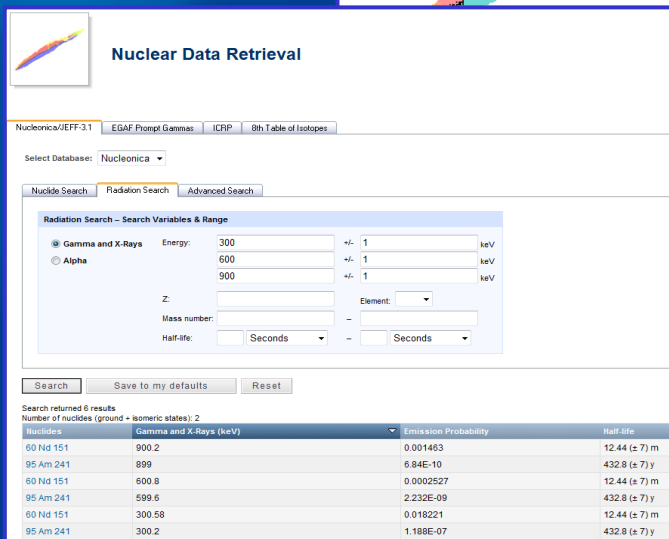 Nuclear Data Retrieval
Nucleonica/JEFF-3.1 EGAF Prompt Gammas ICRP 8th Table of Isotopes
Select Database: Nucleonica
Nuclide Search Radiation Search Advanced Search
Radiation Search – Search Variables & Range
Gamma and X-Rays Energy: 300 +/- 1 keV
Alpha 600 +/- 1 keV
900 +/- 1 keV
Z: Element:
Mass number: –
Half-life: Seconds – Seconds
Search Save to my defaults Reset
Search returned 6 results
Number of nuclides (ground + isomeric states): 2
Nuclides Gamma and X-Rays (keV) Emission Probability Half-life
60 Nd 151 900.2 0.001463 12.44 (± 7) m
95 Am 241 899 6.84E-10 432.8 (± 7) y
60 Nd 151 600.8 0.0002527 12.44 (± 7) m
95 Am 241 599.6 2.232E-09 432.8 (± 7) y
60 Nd 151 300.58 0.018221 12.44 (± 7) m
95 Am 241 300.2 1.188E-07 432.8 (± 7) y